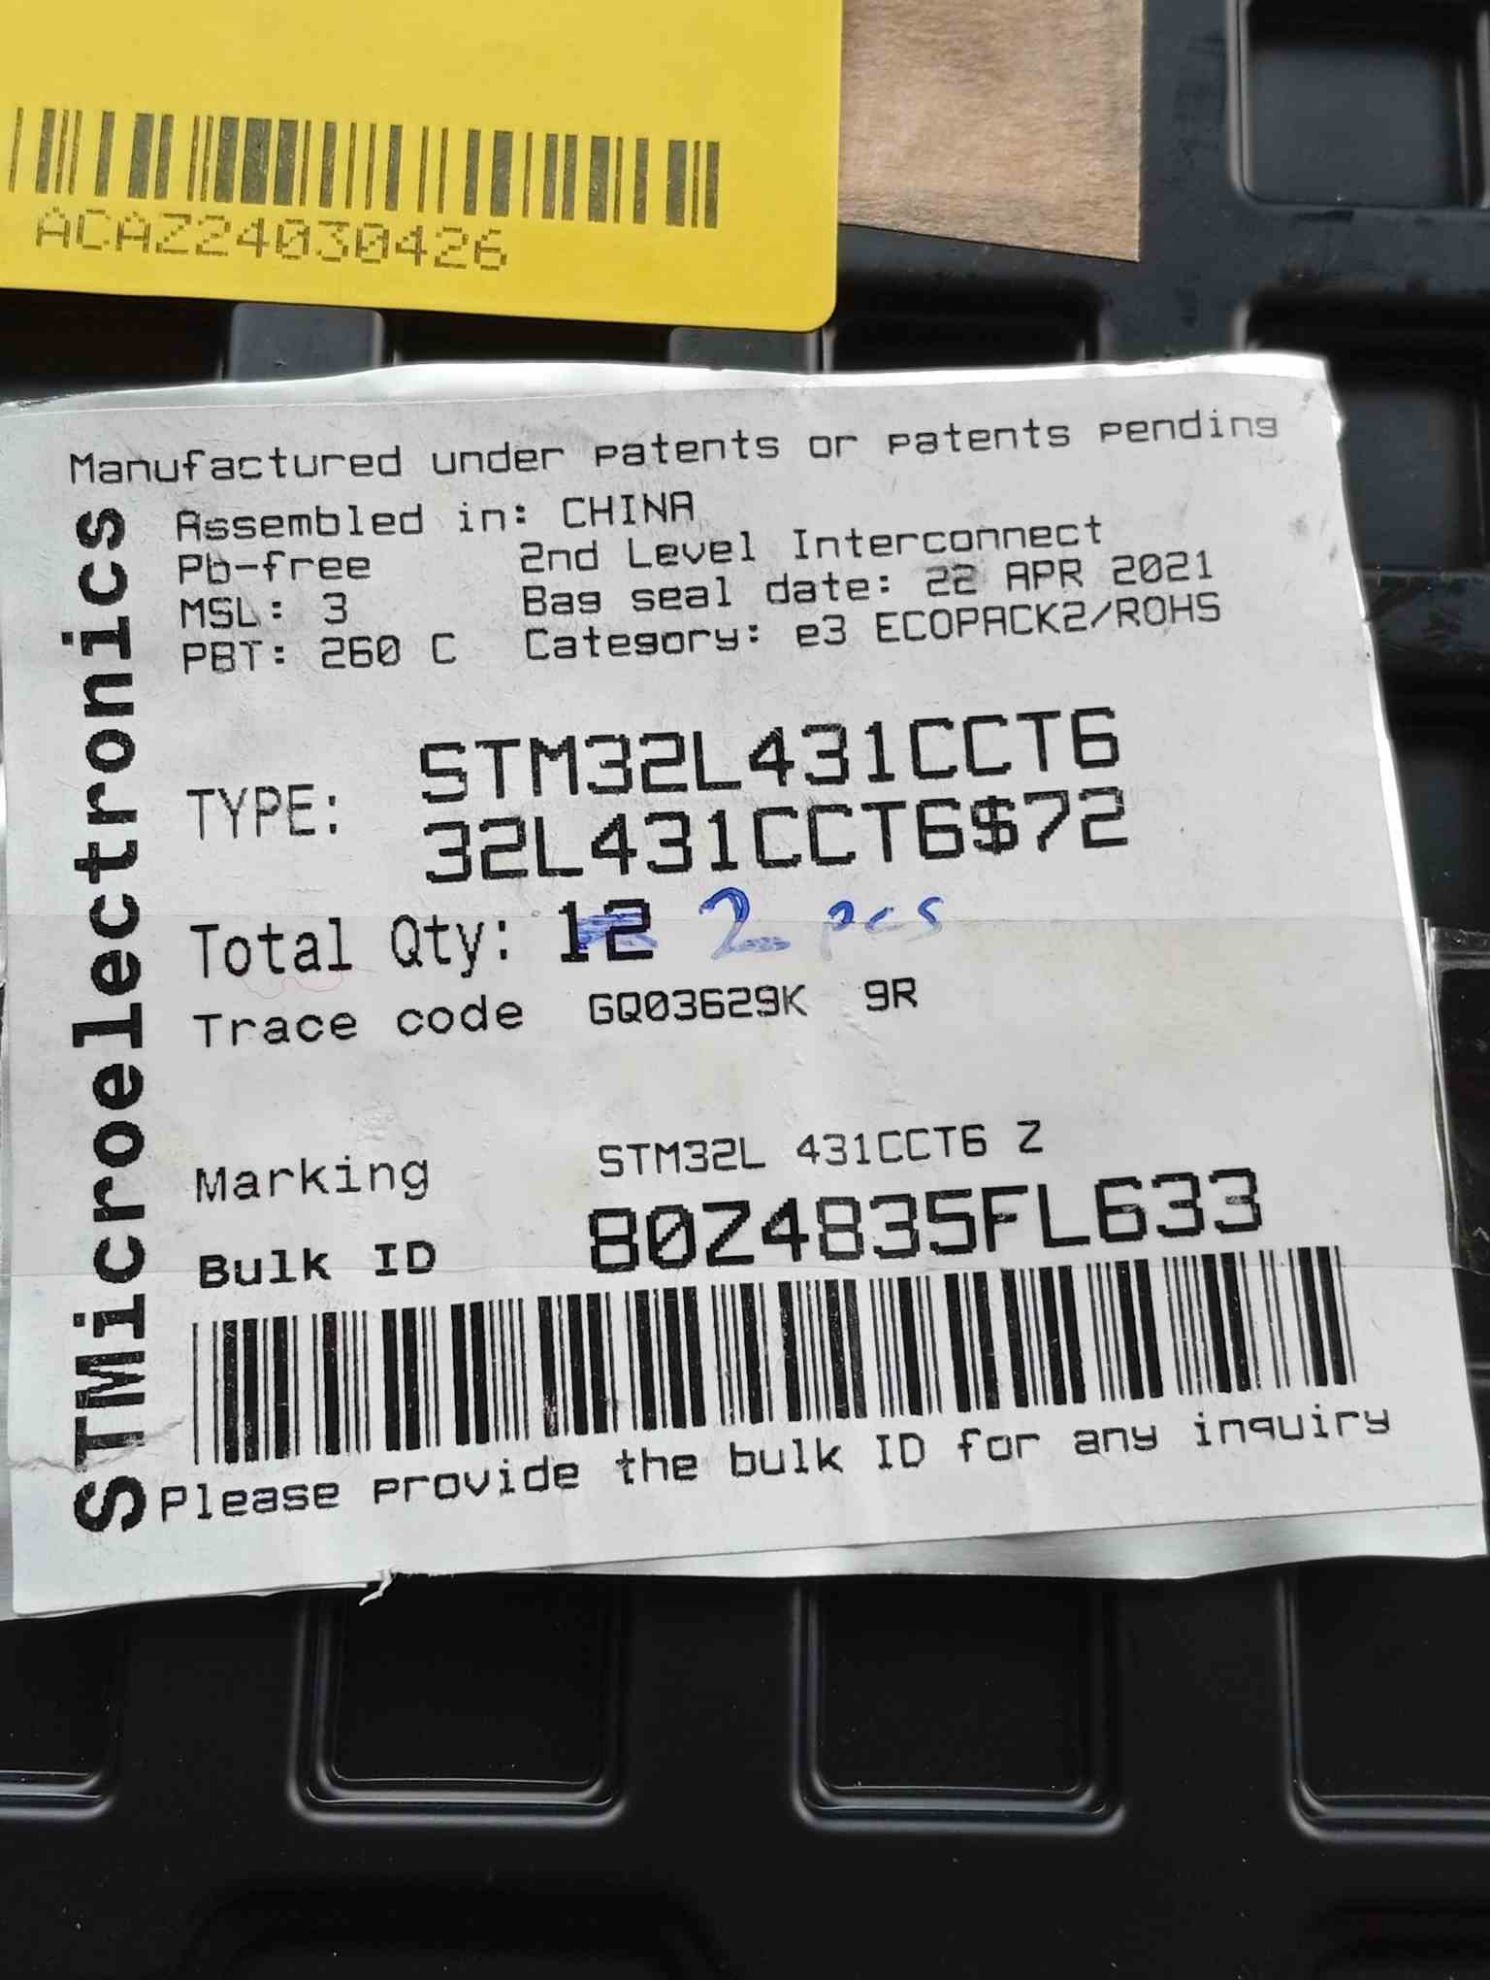 ACAZ24030426
Manufactured under patents or patents pending
Assembled in: CHINA
Pb-free 2nd Level Interconnect
MSL: 3 Bag seal date: 22 APR 2021
PBT: 260 C Category: e3 ECOPACK2/ROHS
TYPE: STM32L431CCT6
32L431CCT6$72
Total Qty: 12 2 pcs
Trace code GQ03629K 9R
Marking STM32L 431CCT6 Z
Bulk ID 80Z4835FL633
Please provide the bulk ID for any inquiry
STMicroelectronics